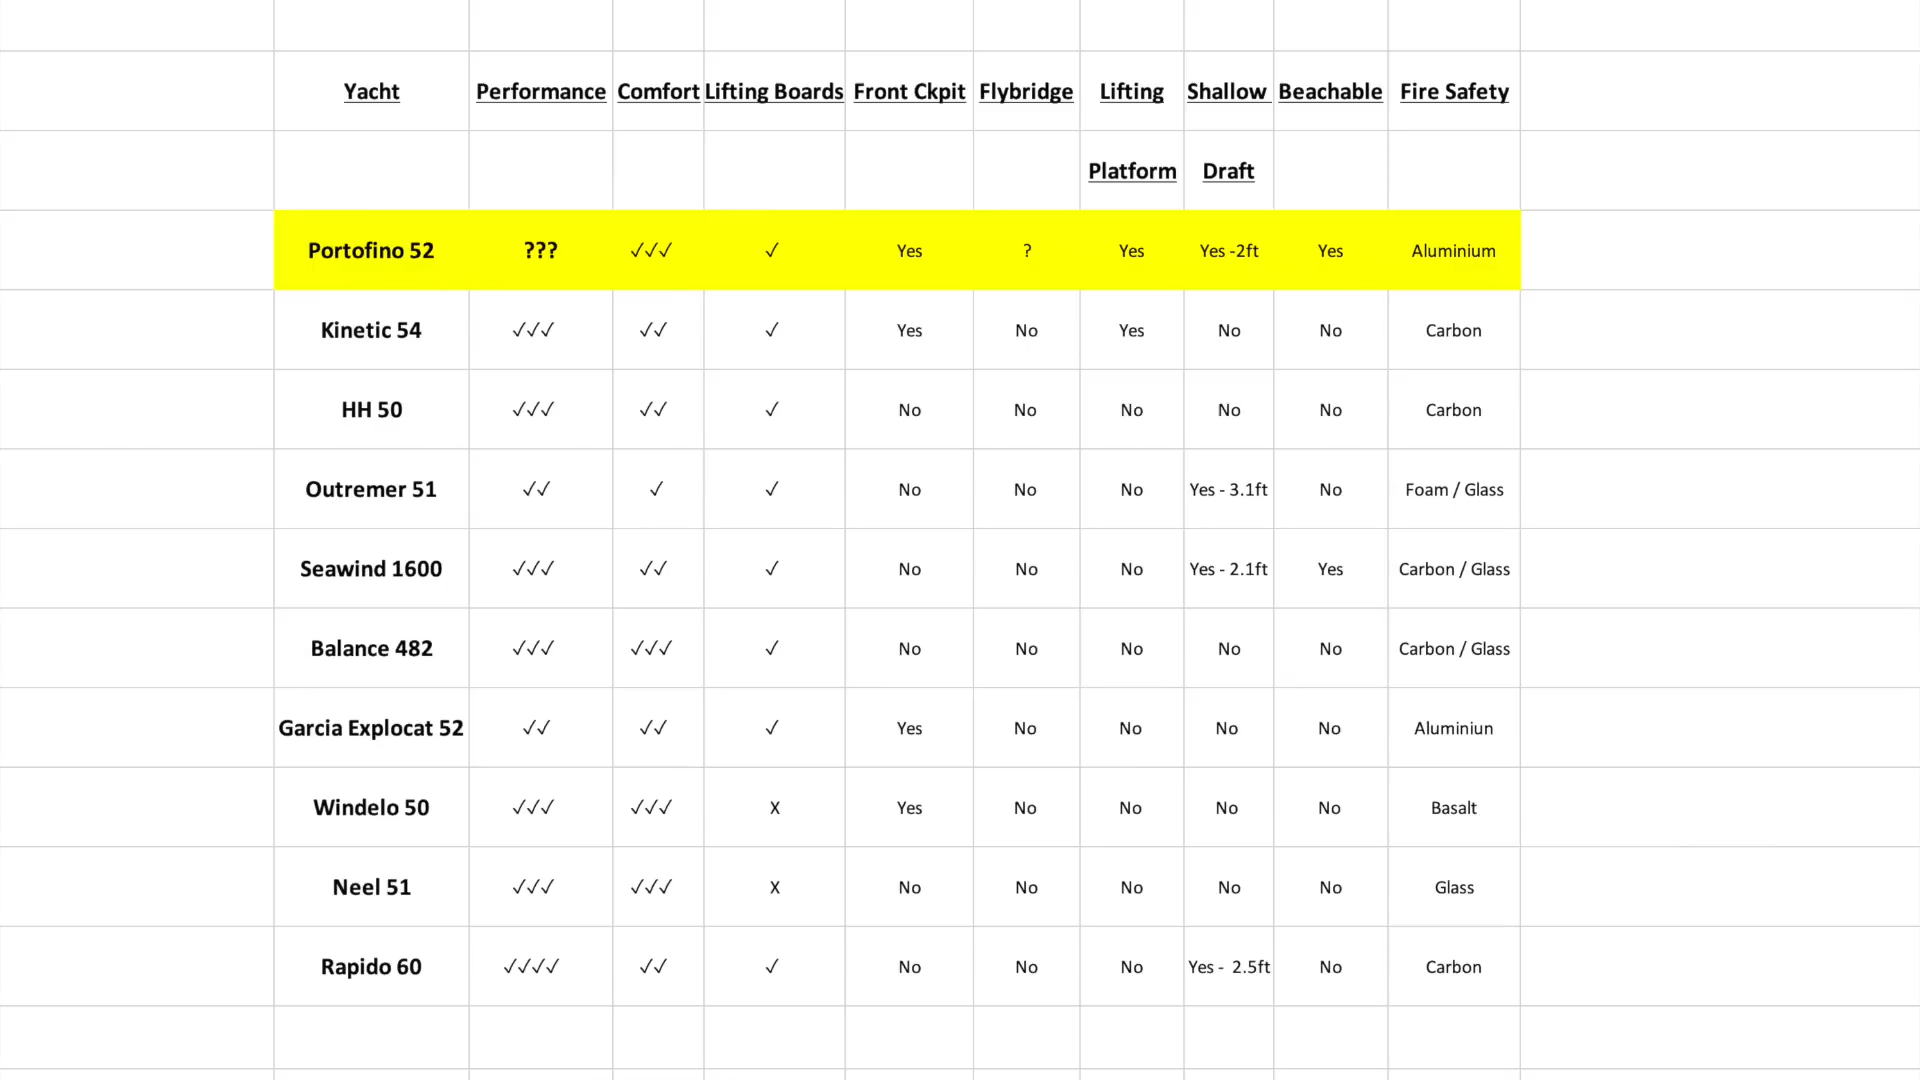 Yacht Performance Comfort Lifting Boards Front Ckpit Flybridge Lifting Shallow Beachable Fire Safety
Platform Draft
Portofino 52 ??? ✓✓✓ ✓ Yes ? Yes Yes -2ft Yes Aluminium
Kinetic 54 ✓✓✓ ✓✓ ✓ Yes No Yes No No Carbon
HH 50 ✓✓✓ ✓✓ ✓ No No No No No Carbon
Outremer 51 ✓✓ ✓ ✓ No No No Yes - 3.1ft No Foam / Glass
Seawind 1600 ✓✓✓ ✓✓ ✓ No No No Yes - 2.1ft Yes Carbon / Glass
Balance 482 ✓✓✓ ✓✓✓ ✓ No No No No No Carbon / Glass
Garcia Explocat 52 ✓✓ ✓✓ ✓ Yes No No No No Aluminiun
Windelo 50 ✓✓✓ ✓✓✓ X Yes No No No No Basalt
Neel 51 ✓✓✓ ✓✓✓ X No No No No No Glass
Rapido 60 ✓✓✓✓ ✓✓ ✓ No No No Yes - 2.5ft No Carbon